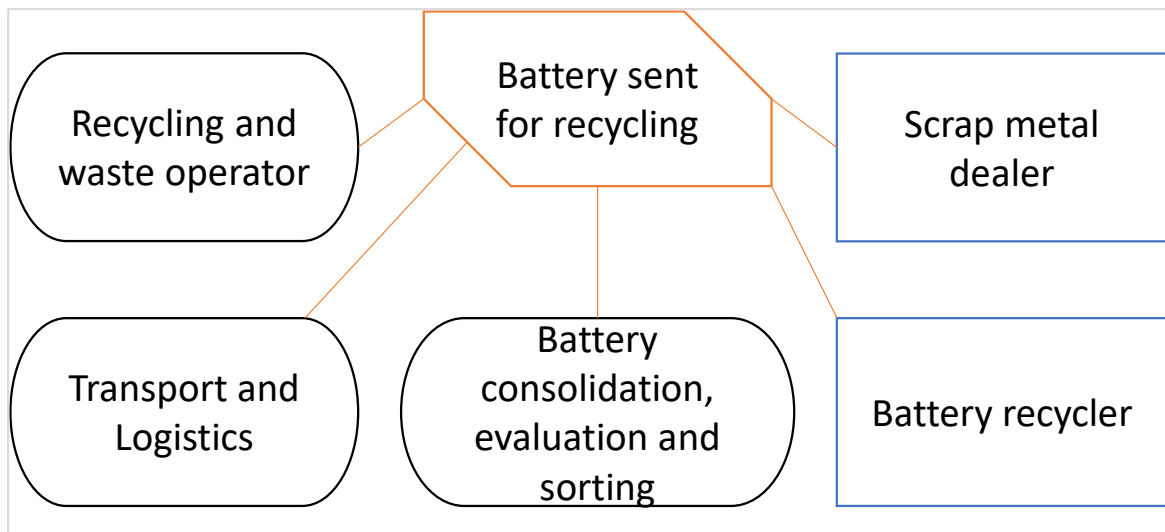 Recycling and
waste operator
Battery sent
for recycling
Scrap metal
dealer
Transport and
Logistics
Battery
consolidation,
evaluation and
sorting
Battery recycler